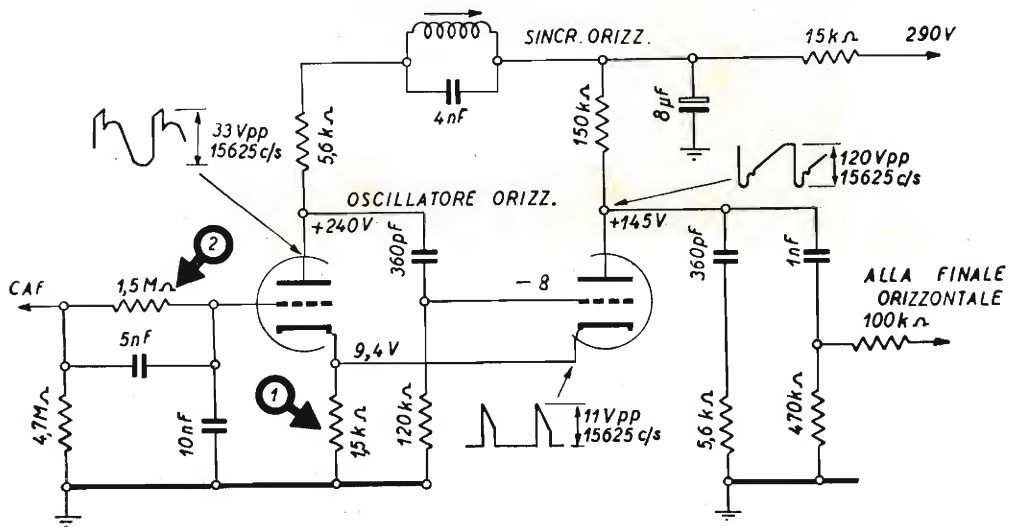 SINCR. ORIZZ.
15kΩ
290V
4nF
8µF
33Vpp
15625 c/s
5,6kΩ
150kΩ
120Vpp
15625 c/s
OSCILLATORE ORIZZ.
+240V
+145V
2
360pF
360pF
1nF
CAF
1,5MΩ
-8
ALLA FINALE
ORIZZONTALE
100kΩ
5nF
9,4V
1
4,7MΩ
10nF
1,5kΩ
120kΩ
11Vpp
15625 c/s
5,6kΩ
470kΩ